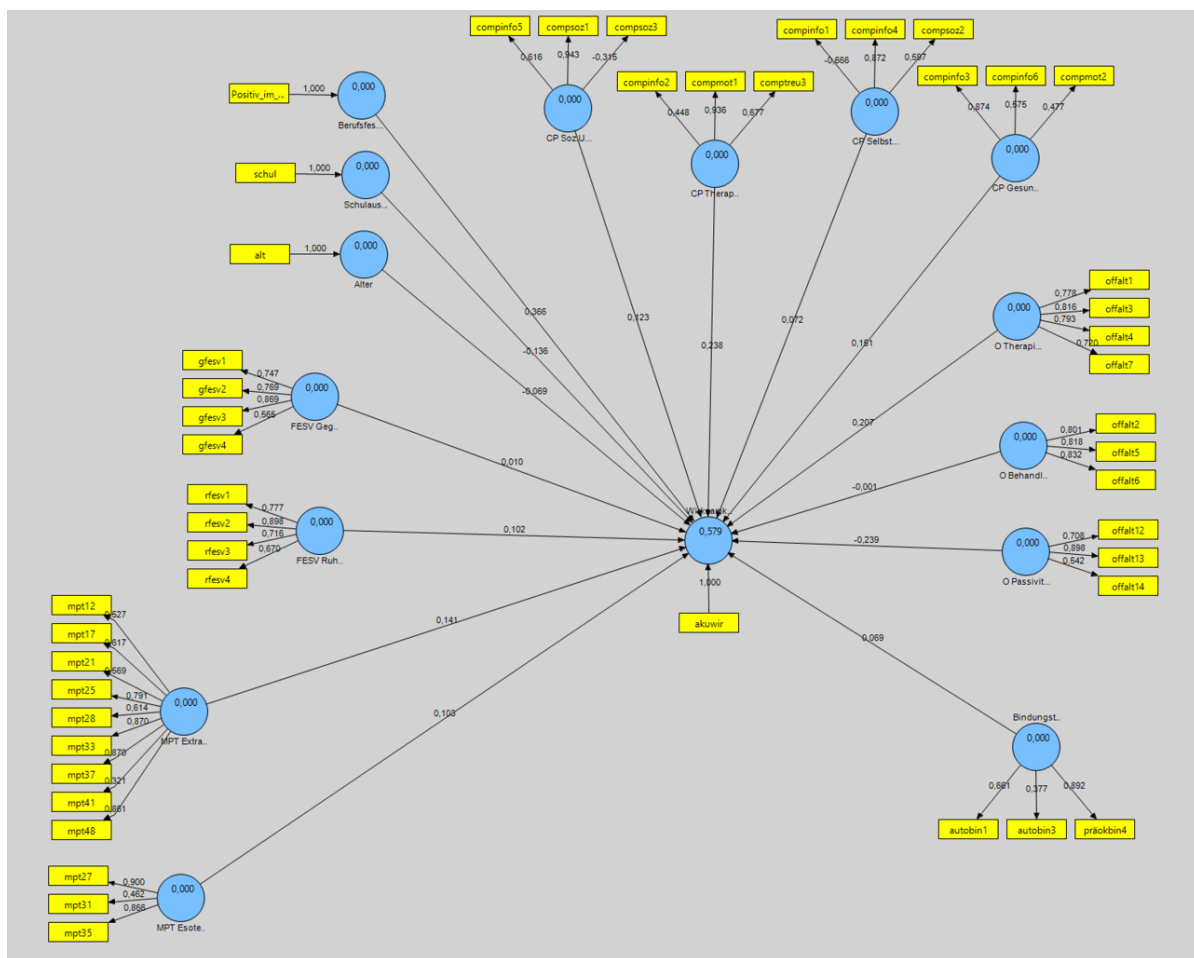 compinfo5
compsoz1
compsoz3
0,616
0,943
-0,315
0,000
CP Soz.U...
compinfo1
compinfo4
compsoz2
-0,666
0,872
0,597
0,000
CP Selbst...
compinfo2
compmot1
comptreu3
0,448
0,936
0,677
0,000
CP Therap...
compinfo3
compinfo6
compmot2
0,874
0,575
0,477
0,000
CP Gesun...
Positiv_im_...
1,000
0,000
Berufsfes...
schul
1,000
0,000
Schulaus...
alt
1,000
0,000
Alter
0,366
-0,136
-0,069
0,123
0,238
0,072
0,151
offalt1
offalt3
offalt4
offalt7
0,778
0,816
0,793
0,720
0,000
O Therapi...
0,207
gfesv1
gfesv2
gfesv3
gfesv4
0,747
0,769
0,869
0,565
0,000
FESV Geg...
0,010
offalt2
offalt5
offalt6
0,801
0,818
0,832
0,000
O Behandl...
-0,001
rfesv1
rfesv2
rfesv3
rfesv4
0,777
0,898
0,716
0,670
0,000
FESV Ruh...
0,102
0,579
1,000
akuwir
offalt12
offalt13
offalt14
0,708
0,898
0,542
0,000
O Passivit...
-0,239
mpt12
mpt17
mpt21
mpt25
mpt28
mpt33
mpt37
mpt41
mpt48
0,527
0,617
0,569
0,791
0,614
0,870
0,870
0,321
0,861
0,000
MPT Extra...
0,141
mpt27
mpt31
mpt35
0,900
0,462
0,866
0,000
MPT Esote...
0,103
Bindungst...
0,000
0,069
0,661
0,377
0,892
autobin1
autobin3
präokbin4